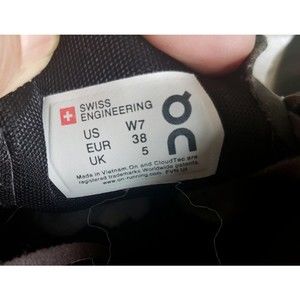 SWISS
ENGINEERING
US W7
EUR 38
UK 5
Made in Vietnam. On and CloudTec are
registered trademarks Worldwide patents
on-running.com